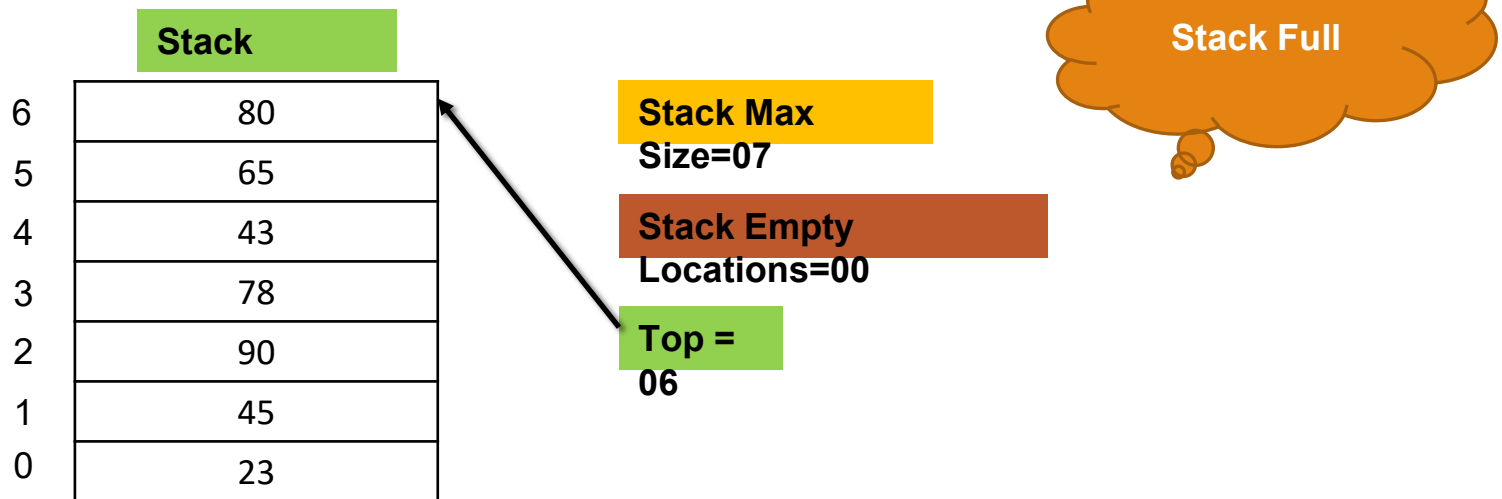 Stack
Stack Full
6 80
5 65
4 43
3 78
2 90
1 45
0 23
Stack Max
Size=07
Stack Empty
Locations=00
Top =
06